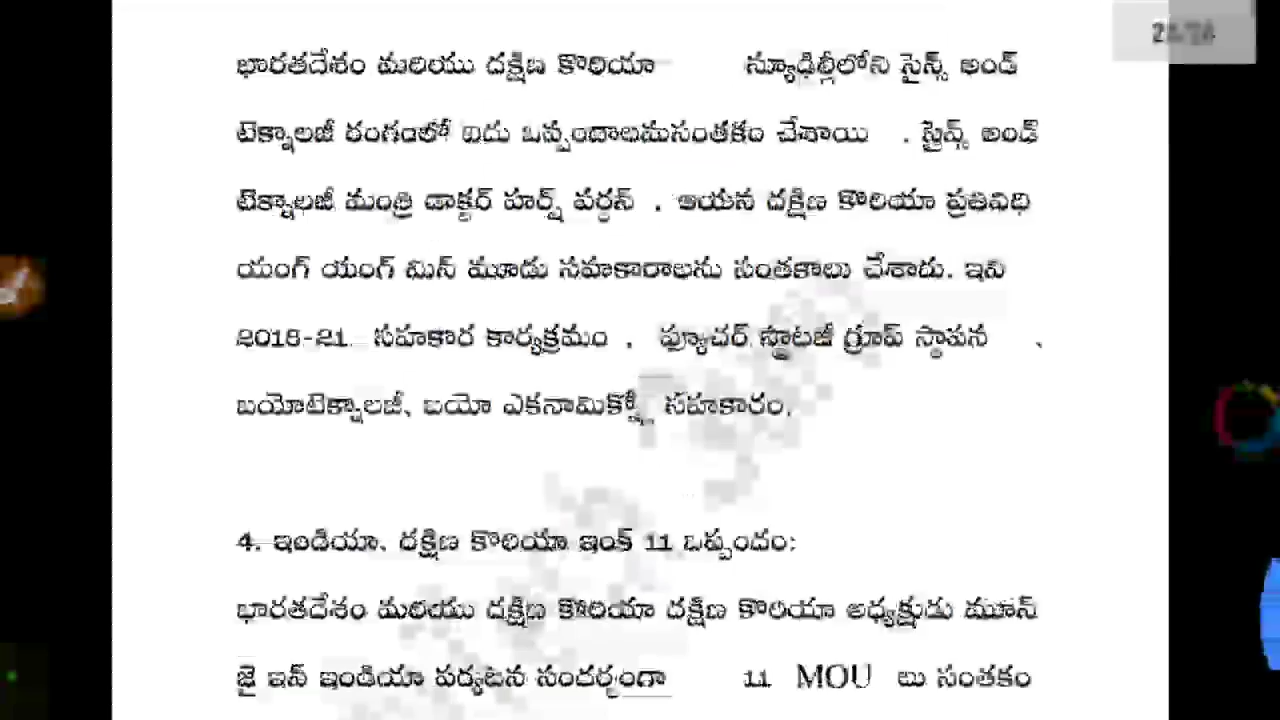 భారతదేశం మరియు దక్షిణ కొరియా న్యూఢిల్లీలోని సైన్స్ అండ్
టెక్నాలజీ రంగంలో ఐదు ఒప్పందాలనుసంతకం చేశాయి . సైన్స్ అండ్
టెక్నాలజీ మంత్రి డాక్టర్ హర్ష్ వర్ధన్ . ఆయన దక్షిణ కొరియా ప్రతినిధి
యంగ్ యంగ్ మిన్ మూడు సహకారాలను సంతకాలు చేశాడు. ఇవి
2018-21 సహకార కార్యక్రమం , ఫ్యూచర్ స్ట్రాటజీ గ్రూప్ స్థాపన ,
బయోటెక్నాలజీ, బయో ఎకనామిక్స్లో సహకారం.
4. ఇండియా, దక్షిణ కొరియా ఇంక్ 11 ఒప్పందం:
భారతదేశం మరియు దక్షిణ కొరియా దక్షిణ కొరియా అధ్యక్షుడు మూన్
జై ఇన్ ఇండియా పర్యటన సందర్భంగా 11 MOU లు సంతకం